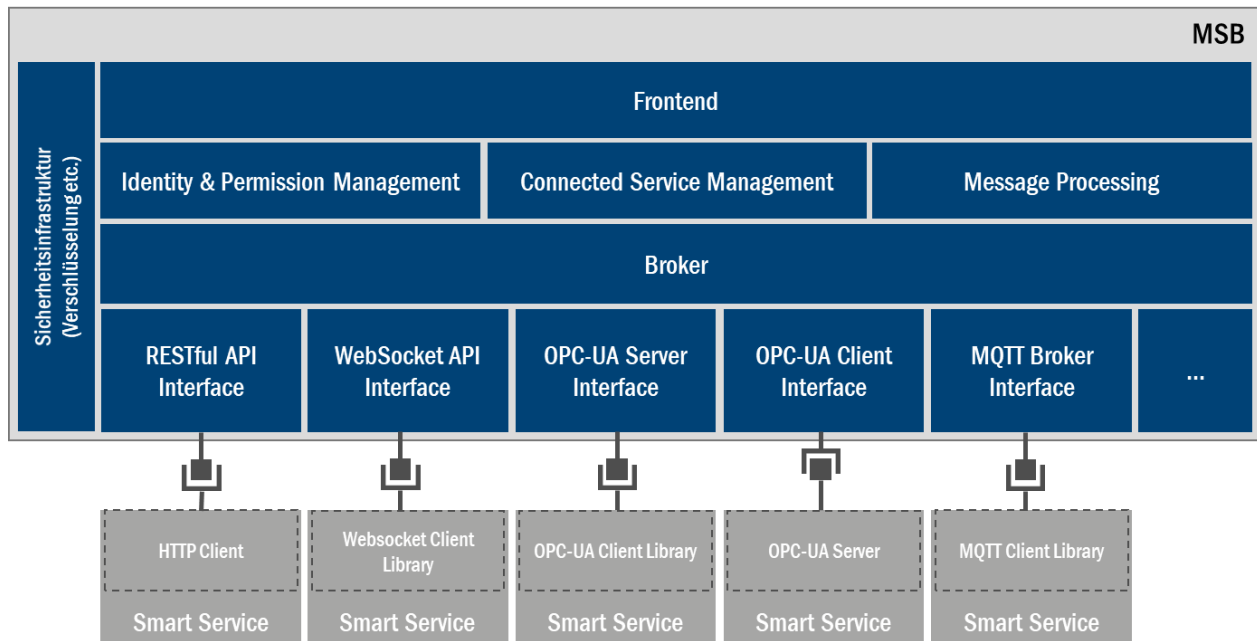 MSB
Sicherheitsinfrastruktur
(Verschlüsselung etc.)
Frontend
Identity & Permission Management
Connected Service Management
Message Processing
Broker
RESTful API
Interface
WebSocket API
Interface
OPC-UA Server
Interface
OPC-UA Client
Interface
MQTT Broker
Interface
...
HTTP Client
Smart Service
Websocket Client
Library
Smart Service
OPC-UA Client Library
Smart Service
OPC-UA Server
Smart Service
MQTT Client Library
Smart Service